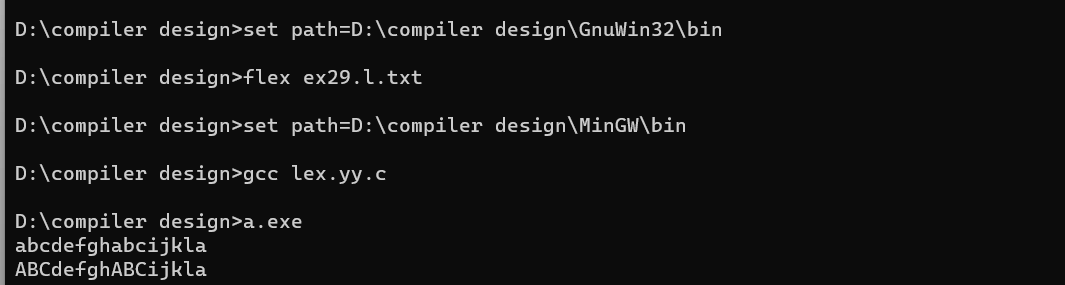 D:\compiler design>set path=D:\compiler design\GnuWin32\bin
D:\compiler design>flex ex29.l.txt
D:\compiler design>set path=D:\compiler design\MinGW\bin
D:\compiler design>gcc lex.yy.c
D:\compiler design>a.exe
abcdefghabcijkla
ABCdefghABCijkla